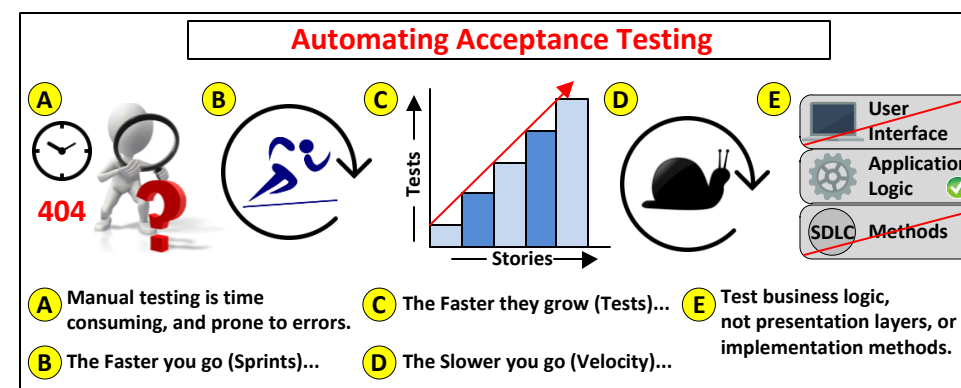 Automating Acceptance Testing
A
B
C
D
E
404
Tests
Stories
User
Interface
Application
Logic
SDLC Methods
A Manual testing is time
consuming, and prone to errors.
B The Faster you go (Sprints)...
C The Faster they grow (Tests)...
D The Slower you go (Velocity)...
E Test business logic,
not presentation layers, or
implementation methods.